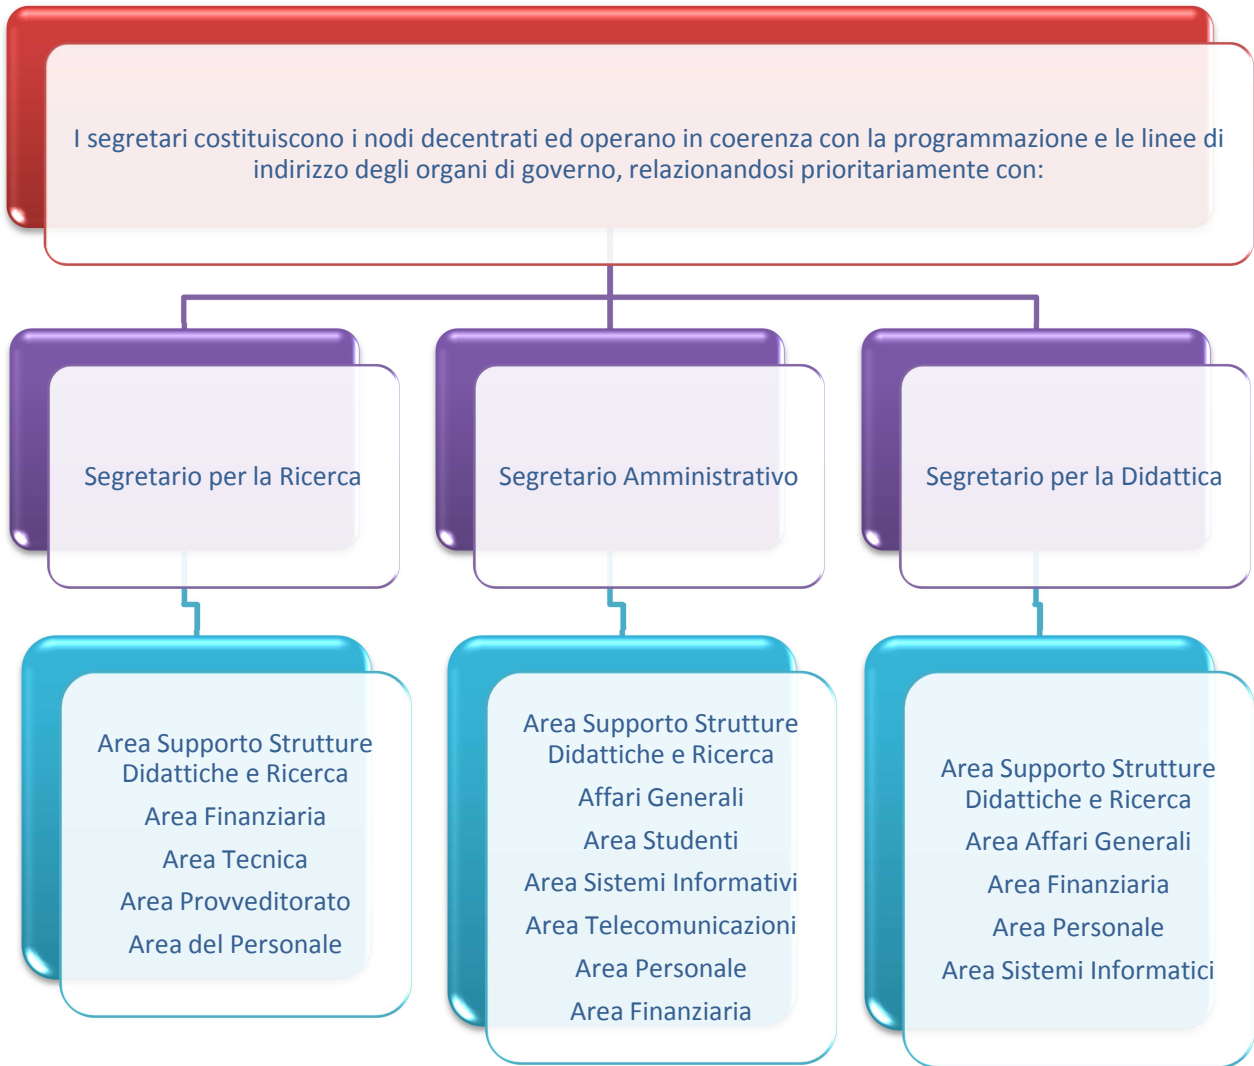 I segretari costituiscono i nodi decentrati ed operano in coerenza con la programmazione e le linee di
indirizzo degli organi di governo, relazionandosi prioritariamente con:
Segretario per la Ricerca
Segretario Amministrativo
Segretario per la Didattica
Area Supporto Strutture
Didattiche e Ricerca
Area Finanziaria
Area Tecnica
Area Provveditorato
Area del Personale
Area Supporto Strutture
Didattiche e Ricerca
Affari Generali
Area Studenti
Area Sistemi Informativi
Area Telecomunicazioni
Area Personale
Area Finanziaria
Area Supporto Strutture
Didattiche e Ricerca
Area Affari Generali
Area Finanziaria
Area Personale
Area Sistemi Informatici